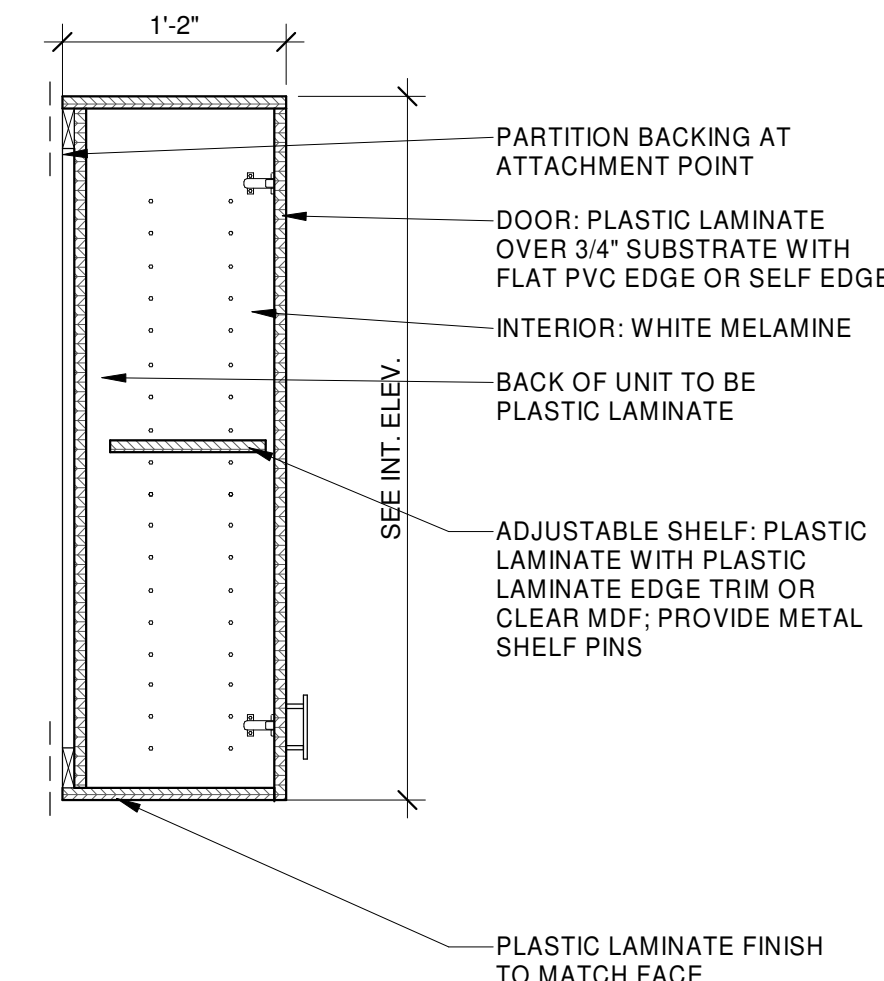 1'-2"
PARTITION BACKING AT
ATTACHMENT POINT
DOOR: PLASTIC LAMINATE
OVER 3/4" SUBSTRATE WITH
FLAT PVC EDGE OR SELF EDGE
INTERIOR: WHITE MELAMINE
BACK OF UNIT TO BE
PLASTIC LAMINATE
SEE INT. ELEV.
ADJUSTABLE SHELF: PLASTIC
LAMINATE WITH PLASTIC
LAMINATE EDGE TRIM OR
CLEAR MDF; PROVIDE METAL
SHELF PINS
PLASTIC LAMINATE FINISH
TO MATCH FACE